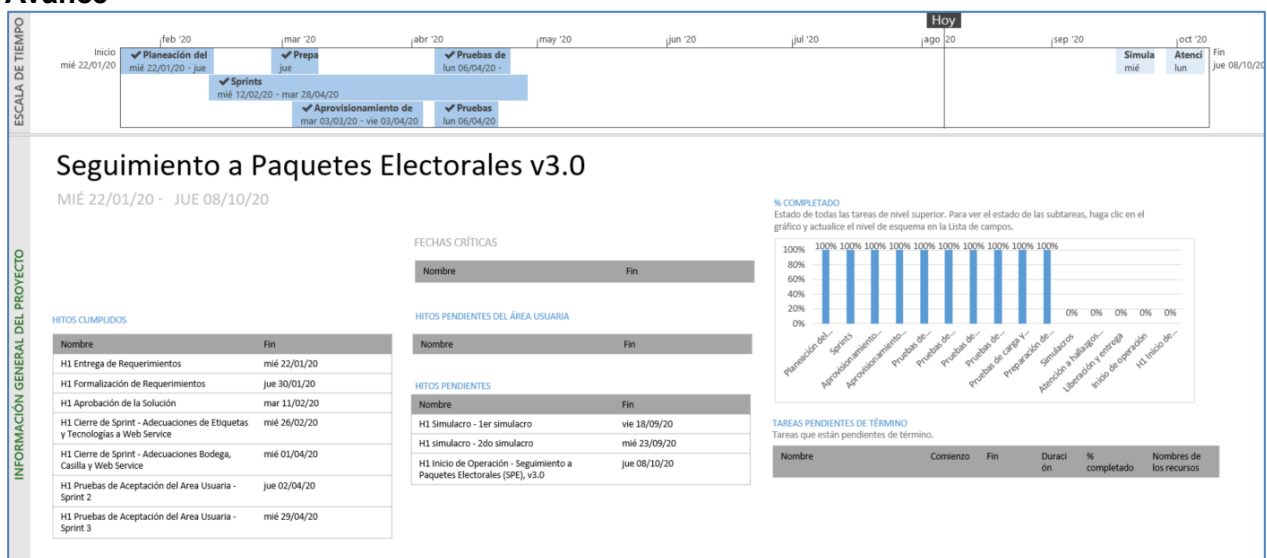 Avance
ESCALA DE TIEMPO
Hoy
feb '20
mar '20
abr '20
may '20
jun '20
jul '20
ago '20
sep '20
oct '20
Inicio
mié 22/01/20
✔ Planeación del
mié 22/01/20 - jue
✔ Prepa
jue
✔ Pruebas de
lun 06/04/20 -
Simula
mié
Atenci
lun
Fin
jue 08/10/20
✔ Sprints
mié 12/02/20 - mar 28/04/20
✔ Aprovisionamiento de
mar 03/03/20 - vie 03/04/20
✔ Pruebas
lun 06/04/20
INFORMACIÓN GENERAL DEL PROYECTO
Seguimiento a Paquetes Electorales v3.0
MIÉ 22/01/20 - JUE 08/10/20
HITOS CUMPLIDOS
Nombre Fin
H1 Entrega de Requerimientos mié 22/01/20
H1 Formalización de Requerimientos jue 30/01/20
H1 Aprobación de la Solución mar 11/02/20
H1 Cierre de Sprint - Adecuaciones de Etiquetas mié 26/02/20
y Tecnologías a Web Service
H1 Cierre de Sprint - Adecuaciones Bodega, mié 01/04/20
Casilla y Web Service
H1 Pruebas de Aceptación del Area Usuaria - jue 02/04/20
Sprint 2
H1 Pruebas de Aceptación del Area Usuaria - mié 29/04/20
Sprint 3
FECHAS CRÍTICAS
Nombre Fin
HITOS PENDIENTES DEL ÁREA USUARIA
Nombre Fin
HITOS PENDIENTES
Nombre Fin
H1 Simulacro - 1er simulacro vie 18/09/20
H1 simulacro - 2do simulacro mié 23/09/20
H1 Inicio de Operación - Seguimiento a jue 08/10/20
Paquetes Electorales (SPE), v3.0
% COMPLETADO
Estado de todas las tareas de nivel superior. Para ver el estado de las subtareas, haga clic en el
gráfico y actualice el nivel de esquema en la Lista de campos.
100%
80%
60%
40%
20%
0%
100% 100% 100% 100% 100% 100% 100% 100% 100% 100%
0% 0% 0% 0% 0%
Planeación del...
Sprints
Aprovisionamiento...
Aprovisionamiento...
Pruebas de...
Pruebas de...
Pruebas de...
Pruebas de...
Pruebas de carga y...
Preparación de...
Simulacros
Atención a hallazgos...
Liberación y entrega
Inicio de operación
H1 Inicio de...
TAREAS PENDIENTES DE TÉRMINO
Tareas que están pendientes de término.
Nombre Comienzo Fin Duraci % Nombres de
ón completado los recursos